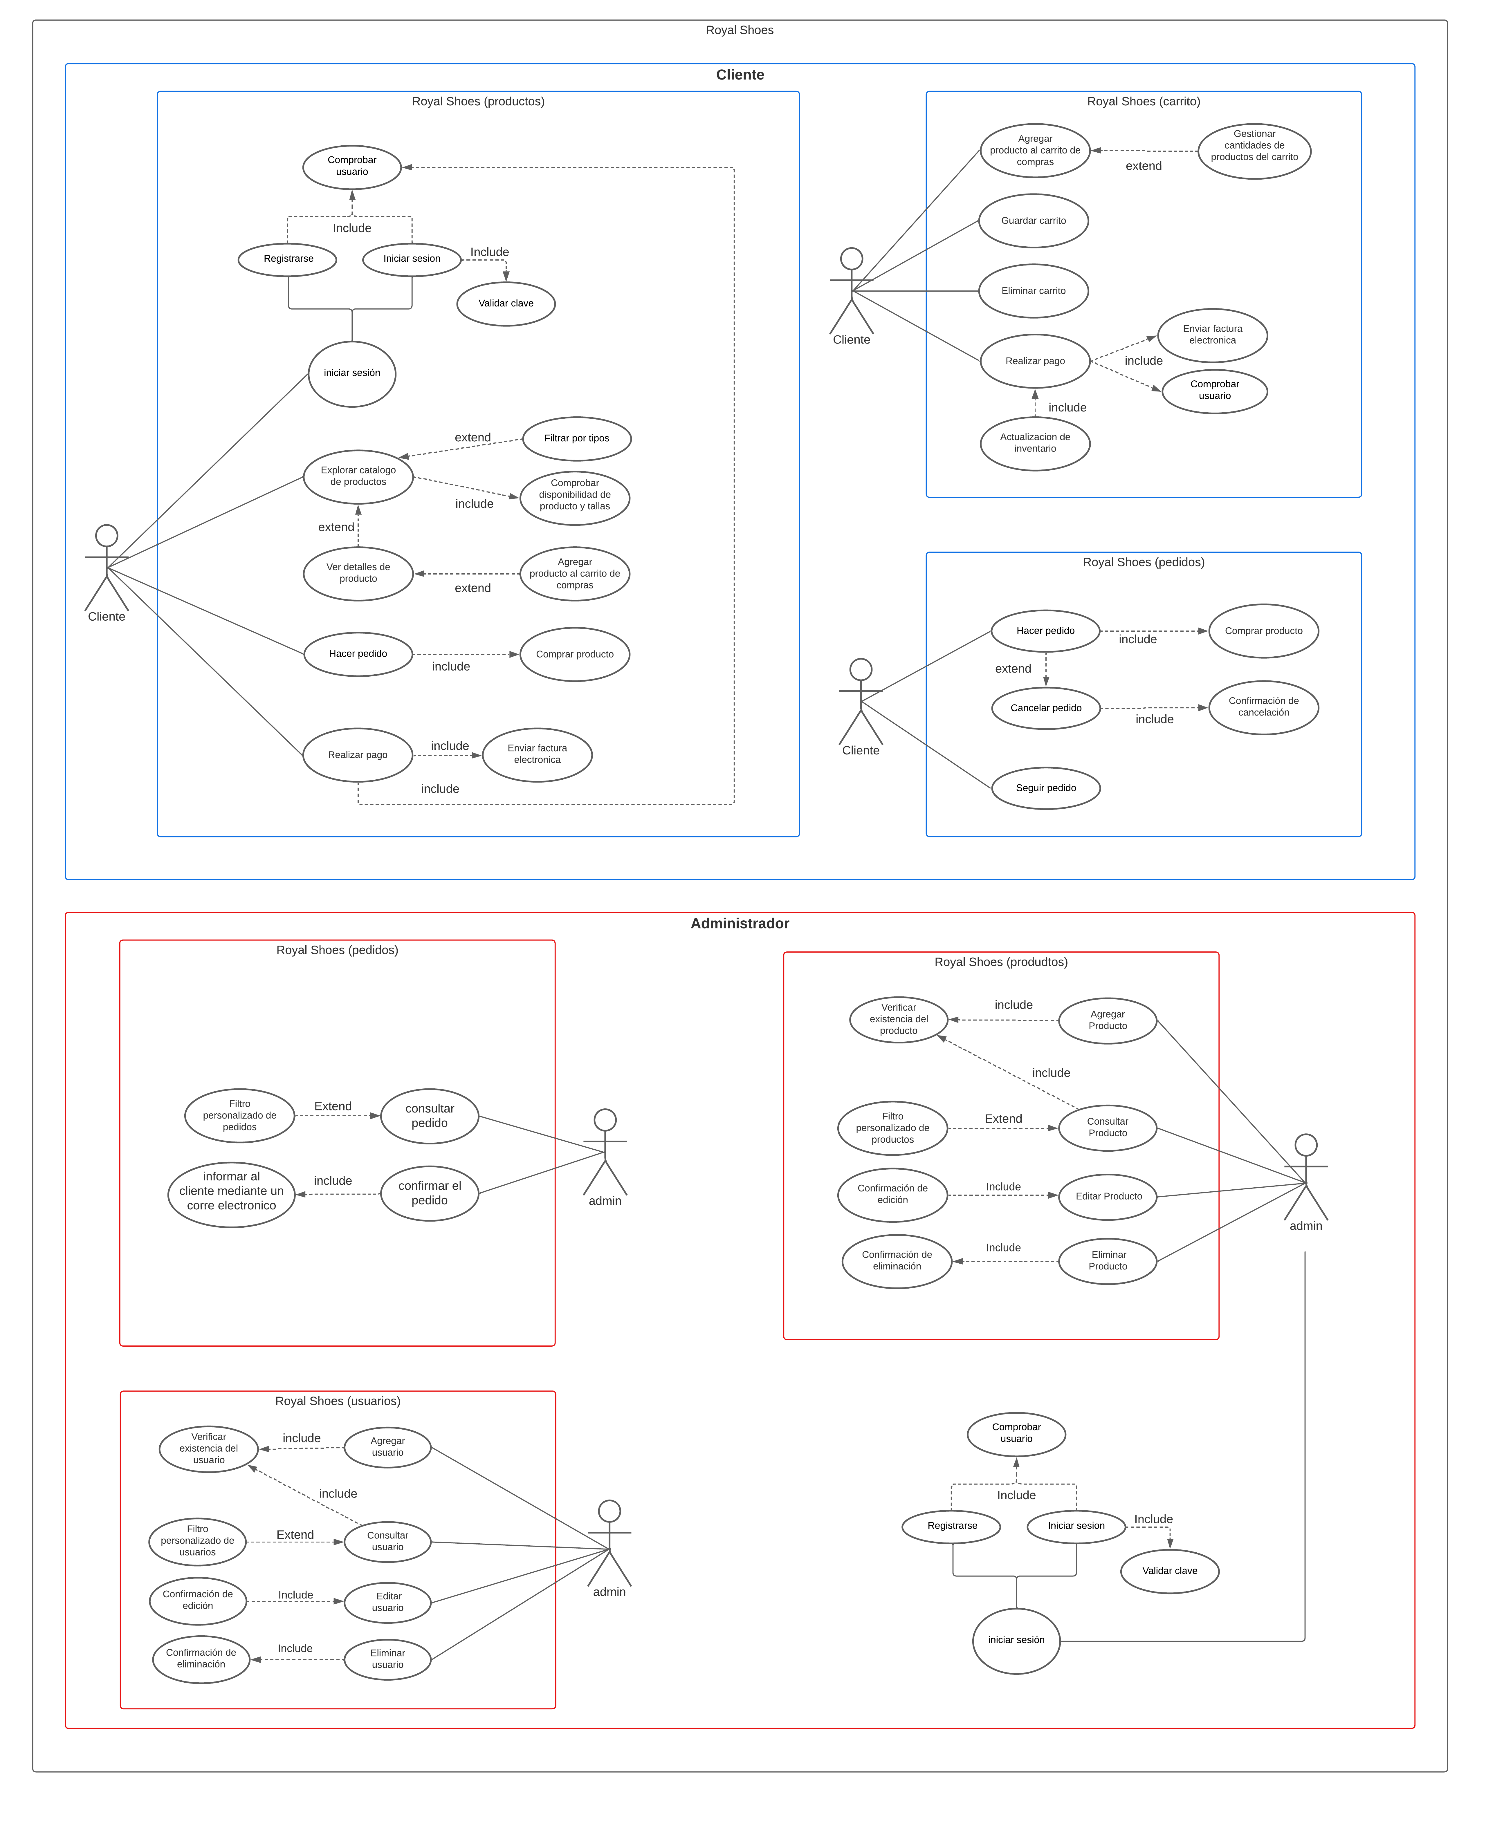 Royal Shoes
Cliente
Royal Shoes (productos)
Comprobar
usuario
Include
Registrarse
Iniciar sesion
Include
Validar clave
iniciar sesión
extend
Filtrar por tipos
Explorar catalogo
de productos
include
Comprobar
disponibilidad de
producto y tallas
extend
Ver detalles de
producto
extend
Agregar
producto al carrito de
compras
Cliente
Hacer pedido
include
Comprar producto
Realizar pago
include
Enviar factura
electronica
include
Royal Shoes (carrito)
Agregar
producto al carrito de
compras
extend
Gestionar
cantidades de
productos del carrito
Guardar carrito
Eliminar carrito
Cliente
Realizar pago
include
Enviar factura
electronica
Comprobar
usuario
include
Actualizacion de
inventario
Royal Shoes (pedidos)
Hacer pedido
include
Comprar producto
extend
Cancelar pedido
include
Confirmación de
cancelación
Cliente
Seguir pedido
Administrador
Royal Shoes (pedidos)
Filtro
personalizado de
pedidos
Extend
consultar
pedido
informar al
cliente mediante un
corre electronico
include
confirmar el
pedido
admin
Royal Shoes (produdtos)
Verificar
existencia del
producto
include
Agregar
Producto
include
Filtro
personalizado de
productos
Extend
Consultar
Producto
Confirmación de
edición
Include
Editar Producto
Confirmación de
eliminación
Include
Eliminar
Producto
admin
Royal Shoes (usuarios)
Verificar
existencia del
usuario
include
Agregar
usuario
include
Filtro
personalizado de
usuarios
Extend
Consultar
usuario
Confirmación de
edición
Include
Editar
usuario
Confirmación de
eliminación
Include
Eliminar
usuario
admin
Comprobar
usuario
Include
Registrarse
Iniciar sesion
Include
Validar clave
iniciar sesión